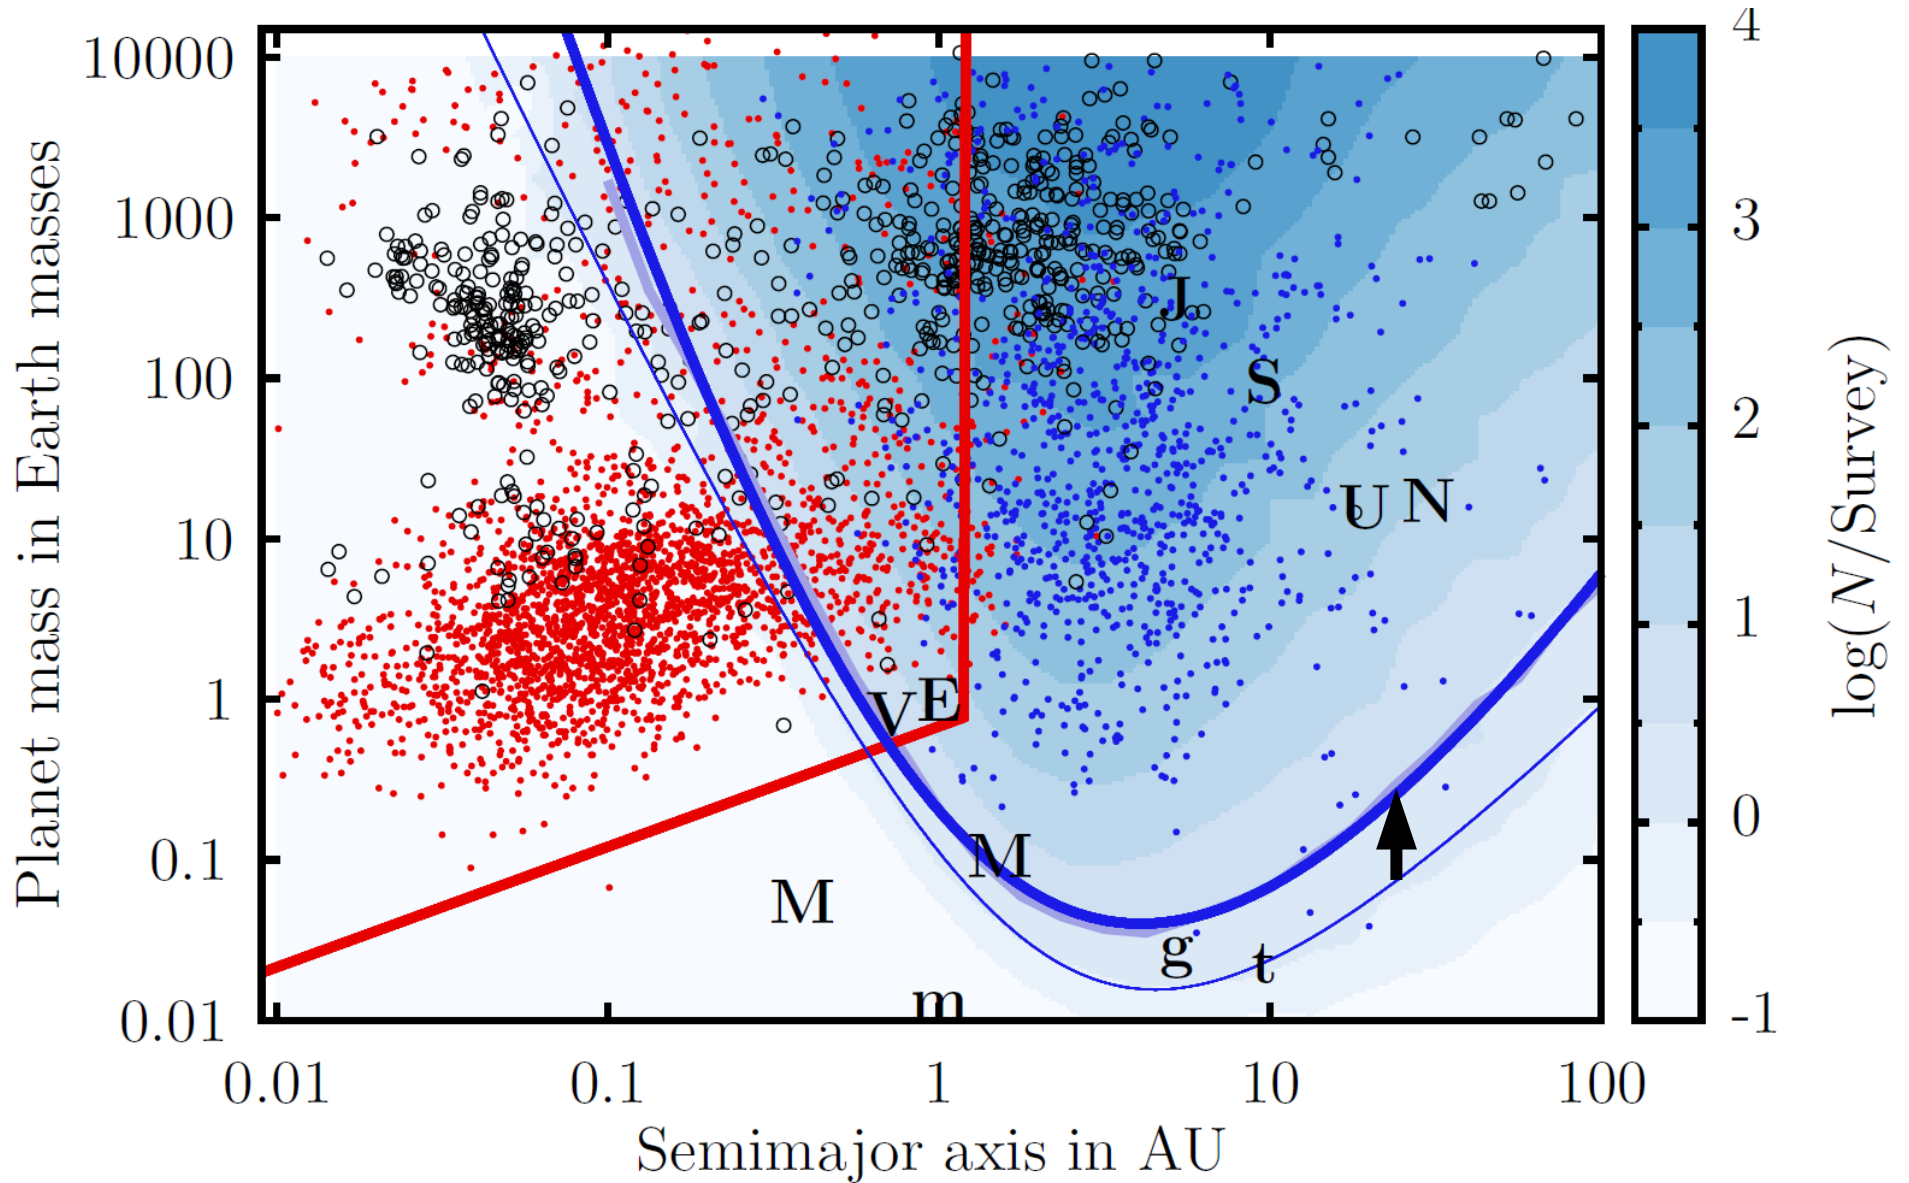 Planet mass in Earth masses
10000
1000
100
10
1
0.1
0.01
0.01 0.1 1 10 100
Semimajor axis in AU
J
S
U N
V E
M
M
g
t
m
4
3
2
1
0
-1
log(N/Survey)